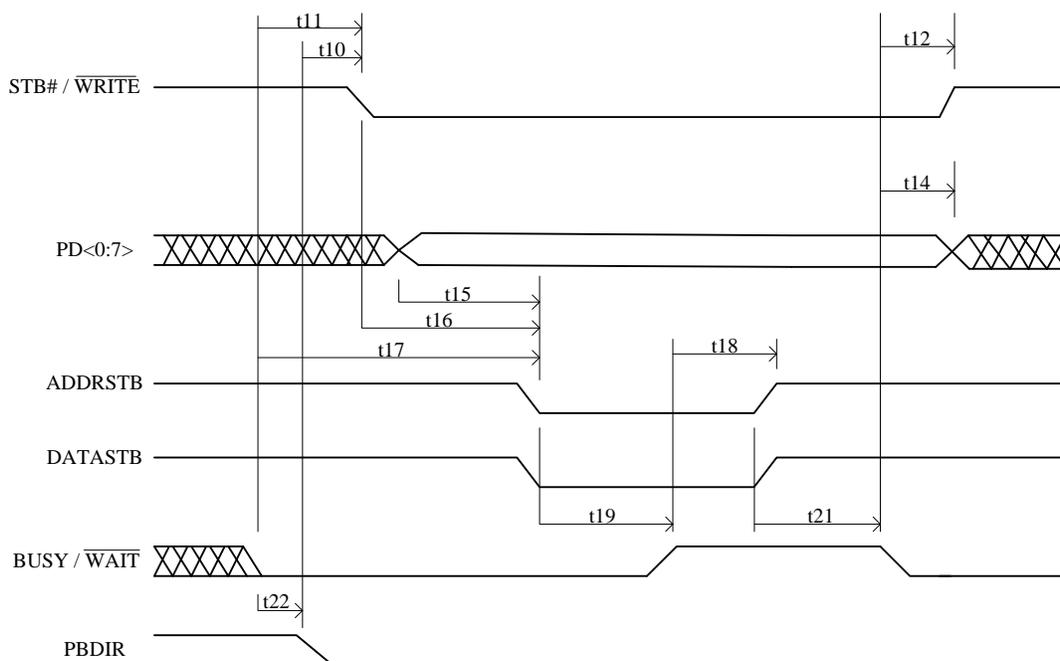 t11
t12
t10
STB# / WRITE
t14
PD<0:7>
t15
t16
t17
t18
ADDRSTB
DATASTB
t19
t21
BUSY / WAIT
t22
PBDIR